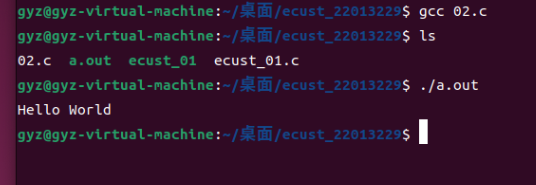 gyz@gyz-virtual-machine:~/桌面/ecust_22013229$ gcc 02.c
gyz@gyz-virtual-machine:~/桌面/ecust_22013229$ ls
02.c  a.out  ecust_01  ecust_01.c
gyz@gyz-virtual-machine:~/桌面/ecust_22013229$ ./a.out
Hello World
gyz@gyz-virtual-machine:~/桌面/ecust_22013229$